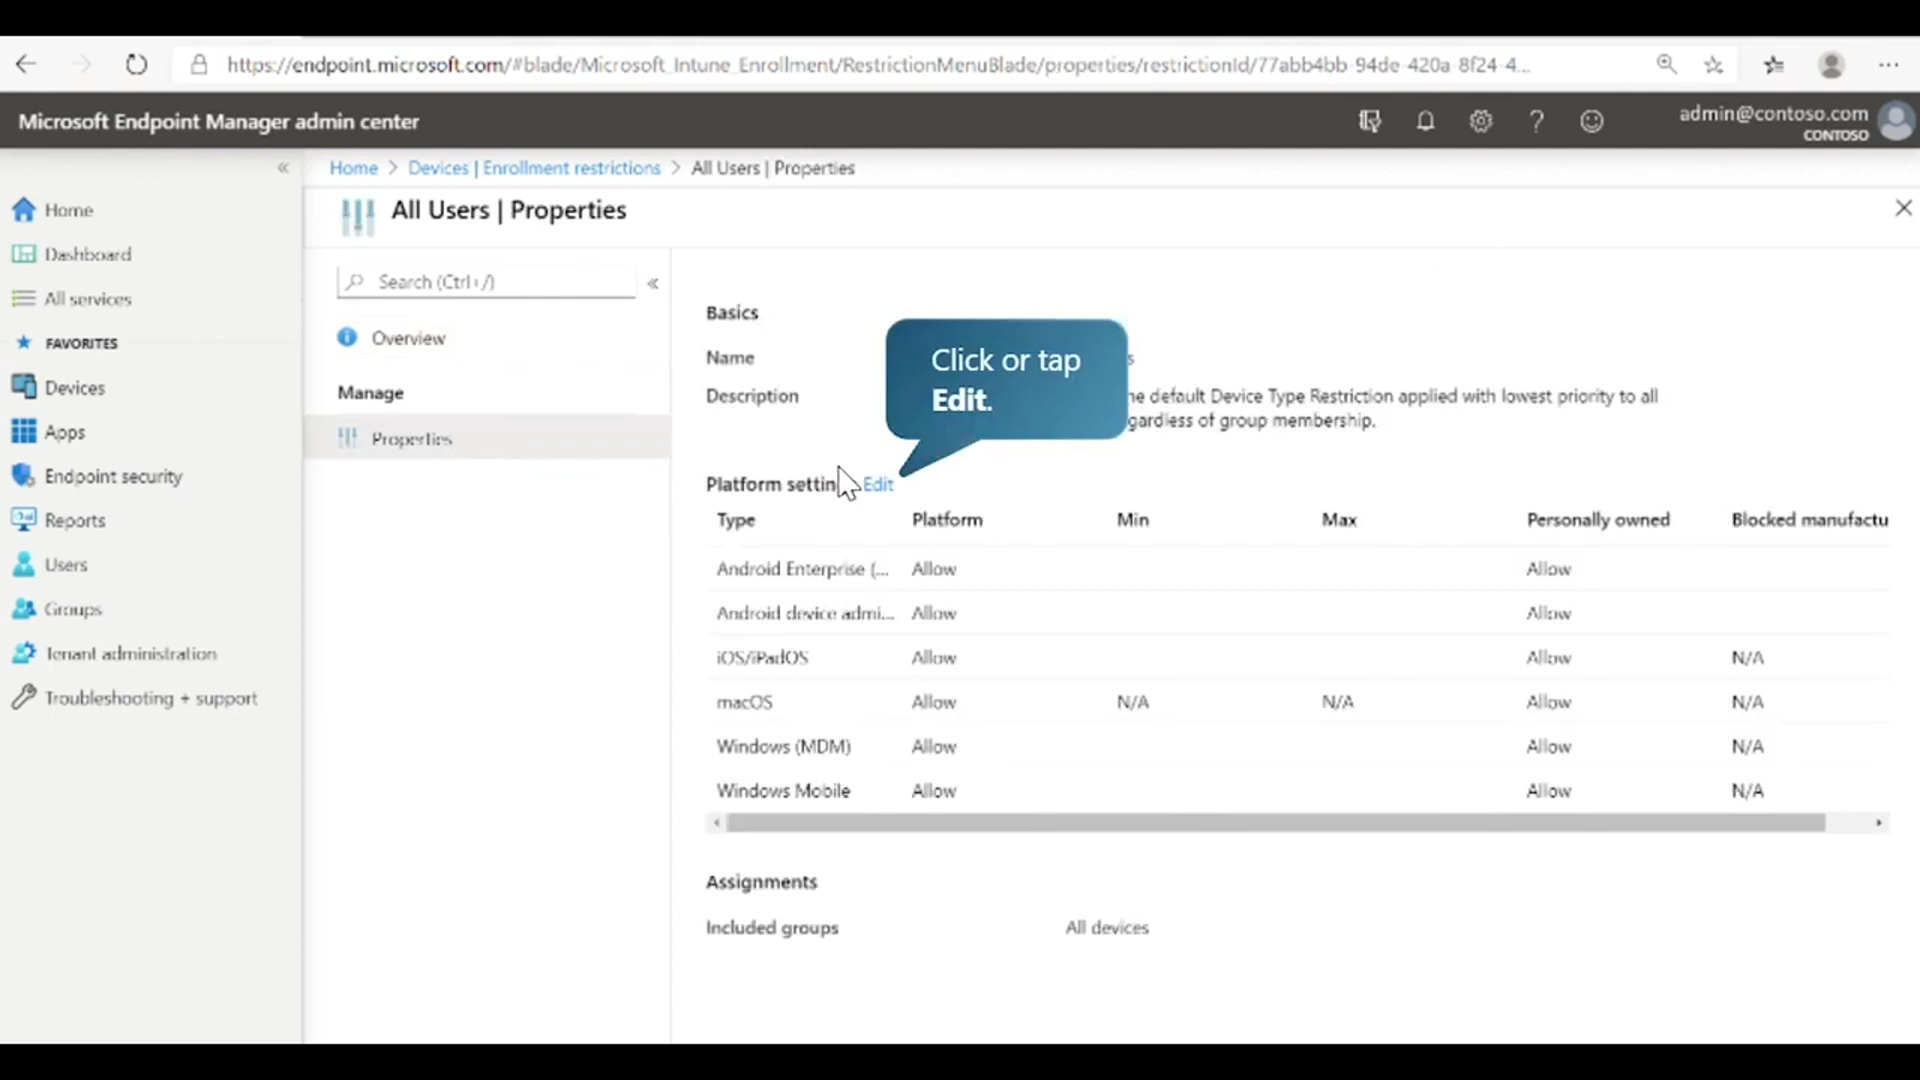 https://endpoint.microsoft.com/#blade/Microsoft_Intune_Enrollment/RestrictionMenuBlade/properties/restrictionId/77abb4bb-94de-420a-8f24-4...
Microsoft Endpoint Manager admin center
admin@contoso.com
CONTOSO
Home > Devices | Enrollment restrictions > All Users | Properties
All Users | Properties
Home
Dashboard
All services
FAVORITES
Devices
Apps
Endpoint security
Reports
Users
Groups
Tenant administration
Troubleshooting + support
Search (Ctrl+/)
Overview
Manage
Properties
Basics
Name s
Description he default Device Type Restriction applied with lowest priority to all
gardless of group membership.
Click or tap
Edit.
Platform settin Edit
Type Platform Min Max Personally owned Blocked manufactu
Android Enterprise (... Allow Allow
Android device admi... Allow Allow
iOS/iPadOS Allow Allow N/A
macOS Allow N/A N/A Allow N/A
Windows (MDM) Allow Allow N/A
Windows Mobile Allow Allow N/A
Assignments
Included groups All devices